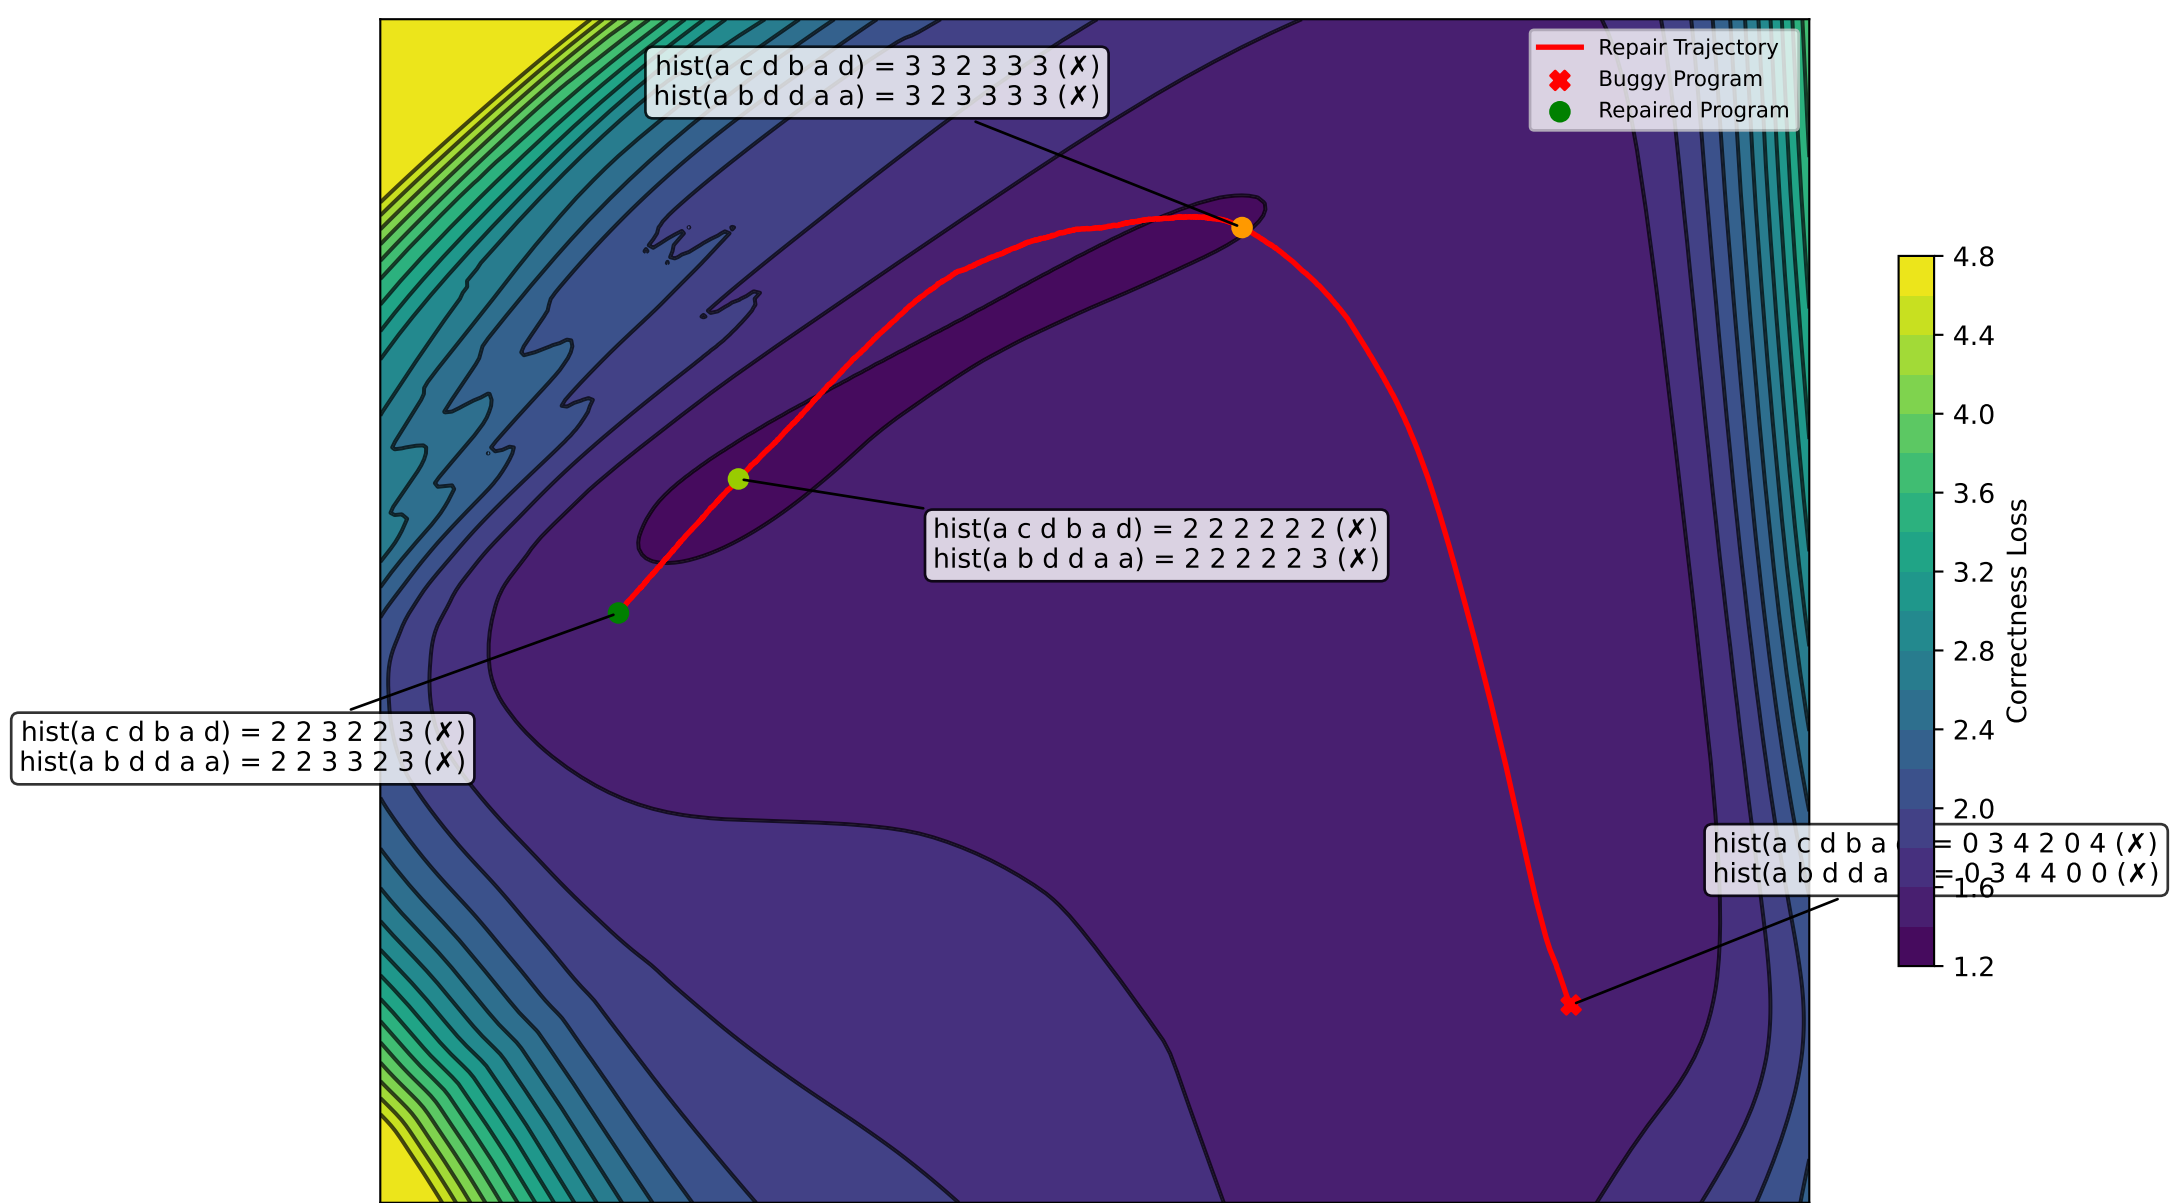 hist(a c d b a d) = 3 3 2 3 3 3 (✗)
hist(a b d d a a) = 3 2 3 3 3 3 (✗)
Repair Trajectory
Buggy Program
Repaired Program
hist(a c d b a d) = 2 2 2 2 2 2 (✗)
hist(a b d d a a) = 2 2 2 2 2 3 (✗)
hist(a c d b a d) = 2 2 3 2 2 3 (✗)
hist(a b d d a a) = 2 2 3 3 2 3 (✗)
hist(a c d b a = 0 3 4 2 0 4 (✗)
hist(a b d d a = 0 3 4 4 0 0 (✗)
4.8
4.4
4.0
3.6
3.2
2.8
2.4
2.0
1.6
1.2
Correctness Loss